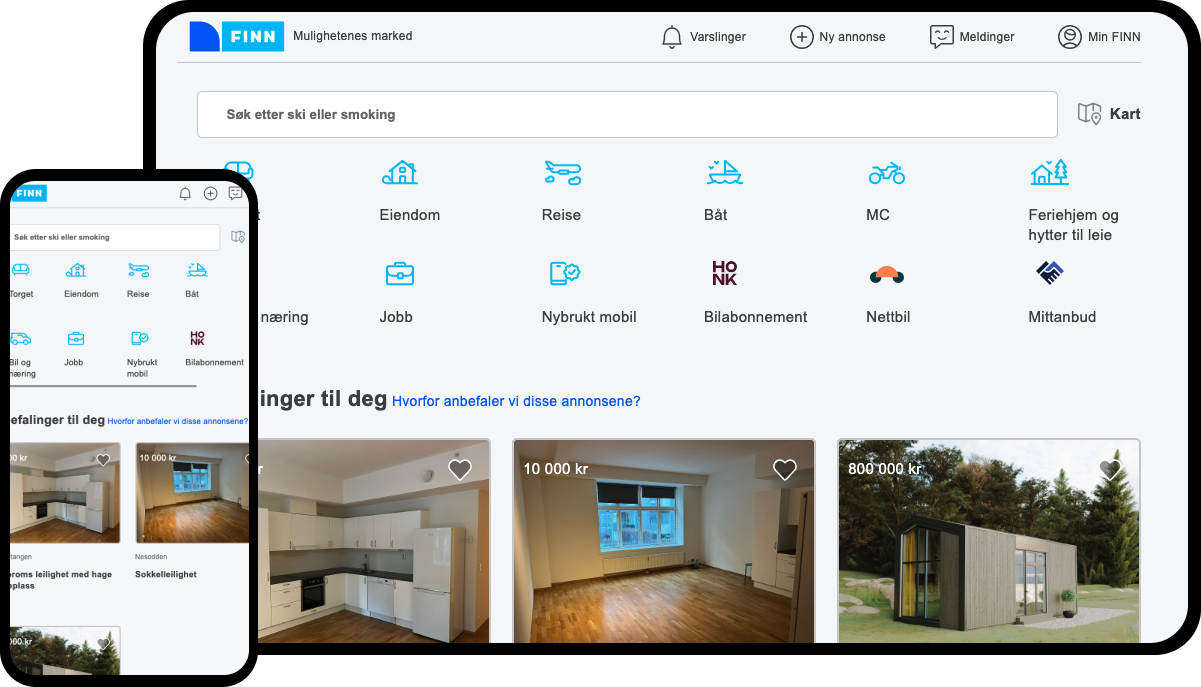 FINN
Mulighetenes marked
Varslinger
Ny annonse
Meldinger
Min FINN
Søk etter ski eller smoking
Kart
Eiendom
Reise
Båt
MC
Feriehjem og
hytter til leie
næring
Jobb
Nybrukt mobil
HO
NK
Bilabonnement
Nettbil
Mittanbud
inger til deg
Hvorfor anbefaler vi disse annonsene?
10 000 kr
800 000 kr
FINN
Søk etter ski eller smoking
Torget
Eiendom
Reise
Båt
Bil og
næring
Jobb
Nybrukt
mobil
HO
NK
Bilabonnement
efalinger til deg
Hvorfor anbefaler vi disse annonsene?
00 kr
10 000 kr
tangen
Nesodden
roms leilighet med hage
eplass
Sokkelleilighet
000 kr